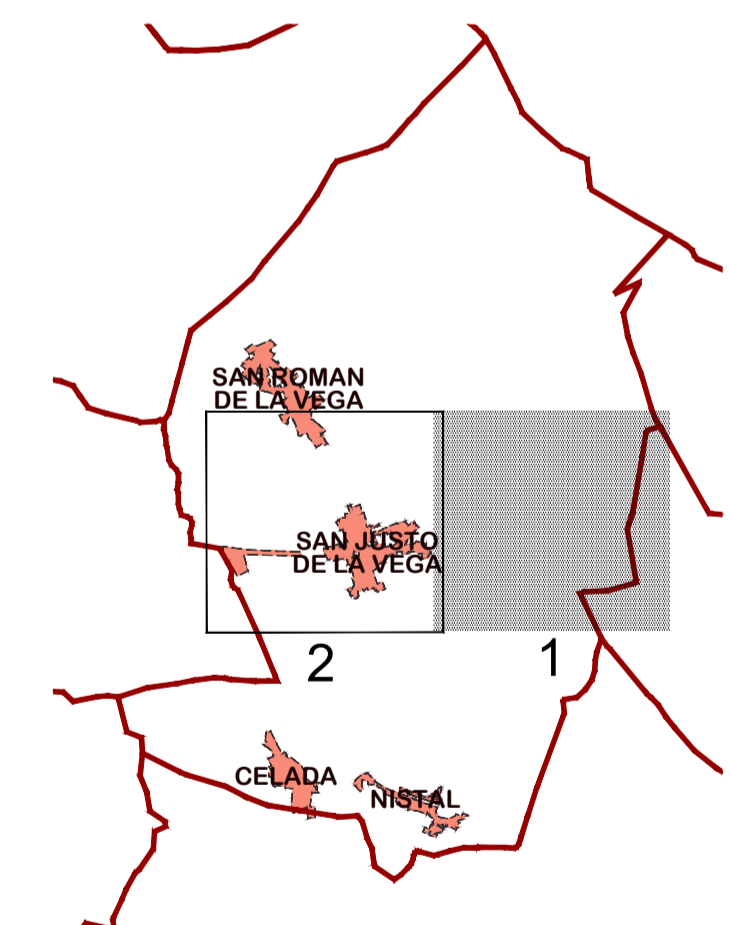 SAN ROMAN
DE LA VEGA
SAN JUSTO
DE LA VEGA
2
1
CELADA
NISTAL